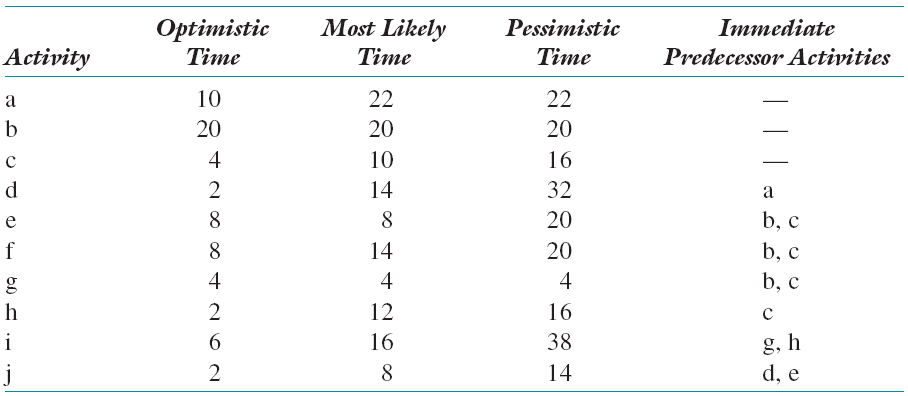 Optimistic Most Likely Pessimistic Immediate
Activity Time Time Time Predecessor Activities
a 10 22 22 —
b 20 20 20 —
c 4 10 16 —
d 2 14 32 a
e 8 8 20 b, c
f 8 14 20 b, c
g 4 4 4 b, c
h 2 12 16 c
i 6 16 38 g, h
j 2 8 14 d, e